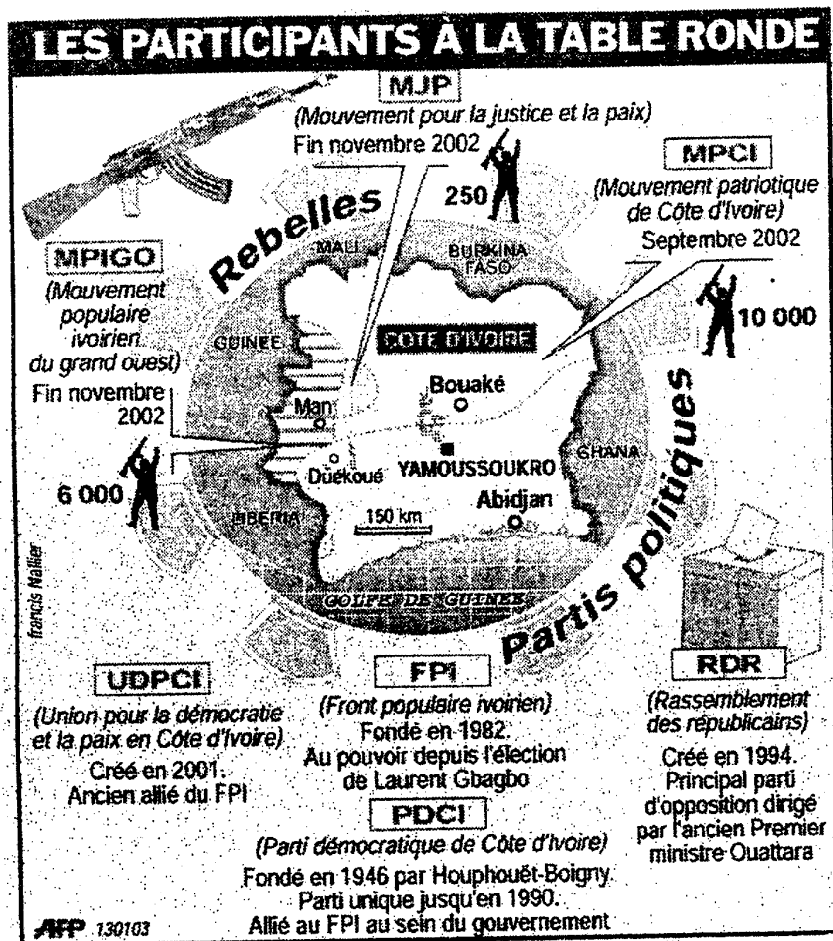 LES PARTICIPANTS À LA TABLE RONDE
MJP
(Mouvement pour la justice et la paix)
Fin novembre 2002
250
MPCI
(Mouvement patriotique
de Côte d'Ivoire)
Septembre 2002
10 000
Rebelles
MPIGO
(Mouvement
populaire
ivoirien
du grand ouest)
Fin novembre
2002
6 000
MALI
BURKINA
FASO
GUINEE
COTE D'IVOIRE
Bouaké
Man
Duékoué
YAMOUSSOUKRO
GHANA
LIBERIA
150 km
Abidjan
GOLFE DE GUINEE
Partis politiques
francis Nallier
UDPCI
(Union pour la démocratie
et la paix en Côte d'Ivoire)
Créé en 2001.
Ancien allié du FPI
FPI
(Front populaire ivoirien)
Fondé en 1982.
Au pouvoir depuis l'élection
de Laurent Gbagbo
RDR
(Rassemblement
des républicains)
Créé en 1994.
Principal parti
d'opposition dirigé
par l'ancien Premier
ministre Ouattara
PDCI
(Parti démocratique de Côte d'Ivoire)
Fondé en 1946 par Houphouët-Boigny.
Parti unique jusqu'en 1990.
Allié au FPI au sein du gouvernement
AFP 130103